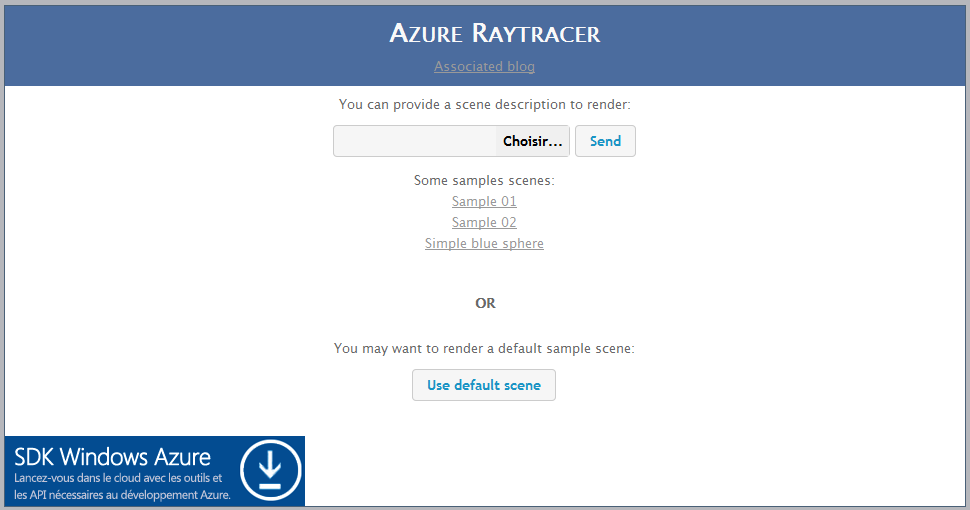 AZURE RAYTRACER
Associated blog
You can provide a scene description to render:
Choisir...
Send
Some samples scenes:
Sample 01
Sample 02
Simple blue sphere
OR
You may want to render a default sample scene:
Use default scene
SDK Windows Azure
Lancez-vous dans le cloud avec les outils et
les API nécessaires au développement Azure.